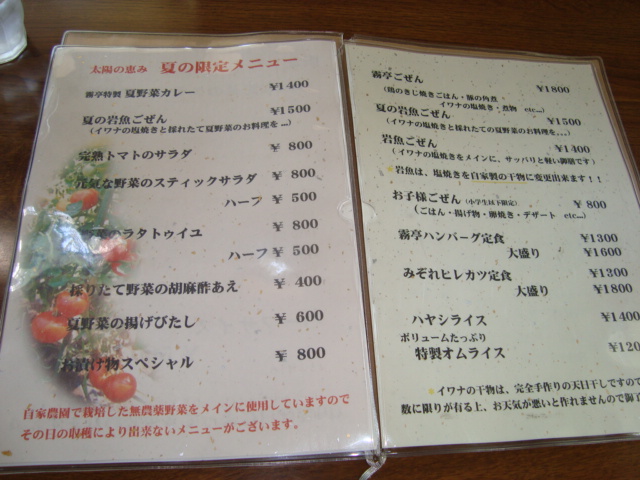 太陽の恵み 夏の限定メニュー
霧亭特製 夏野菜カレー ¥1400
夏の岩魚ごぜん ¥1500
(イワナの塩焼きと採れたて夏野菜のお料理を...)
完熟トマトのサラダ ¥ 800
元気な野菜のスティックサラダ ¥ 800
ハーフ ¥ 500
夏野菜のラタトゥイユ ¥ 800
ハーフ ¥ 500
採りたて野菜の胡麻酢あえ ¥ 400
夏野菜の揚げびたし ¥ 600
お漬け物スペシャル ¥ 800
自家農園で栽培した無農薬野菜をメインに使用していますので
その日の収穫により出来ないメニューがございます。
霧亭ごぜん ¥1800
(鶏のきじ焼きごはん・豚の角煮
イワナの塩焼き・煮物 etc...)
夏の岩魚ごぜん ¥1500
(イワナの塩焼きと採れたての夏野菜のお料理を...)
岩魚ごぜん ¥1400
(イワナの塩焼きをメインに、サッパリと軽い御膳です)
岩魚は、塩焼きを自家製の干物に変更出来ます!!
お子様ごぜん (小学生以下限定) ¥ 800
(ごはん・揚げ物・卵焼き・デザート etc...)
霧亭ハンバーグ定食 ¥1300
大盛り ¥1600
みぞれヒレカツ定食 ¥1300
大盛り ¥1800
ハヤシライス ¥1400
ボリュームたっぷり
特製オムライス ¥120
イワナの干物は、完全手作りの天日干しですので
数に限りが有る上、お天気が悪いと作れませんので御了